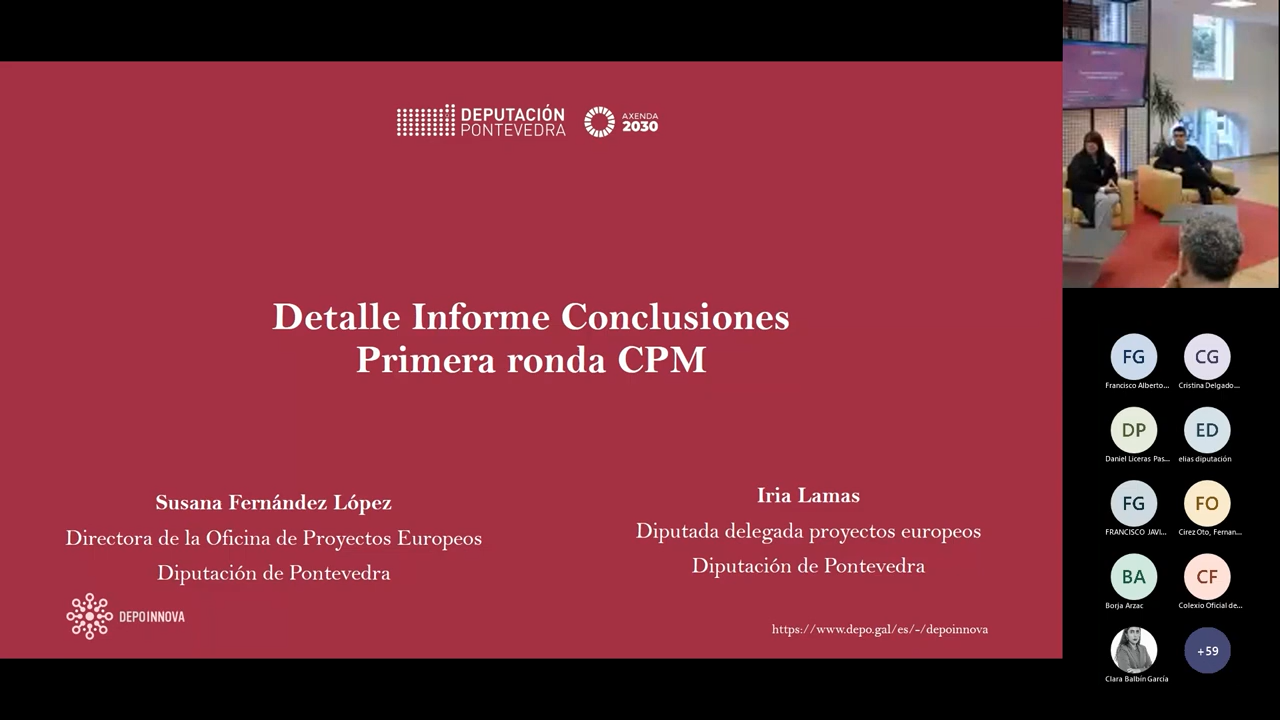 DEPUTACIÓN
PONTEVEDRA
AXENDA
2030
Detalle Informe Conclusiones
Primera ronda CPM
Susana Fernández López
Directora de la Oficina de Proyectos Europeos
Diputación de Pontevedra
Iria Lamas
Diputada delegada proyectos europeos
Diputación de Pontevedra
DEPOINNOVA
https://www.depo.gal/es/-/depoinnova
FG
Francisco Alberto...
CG
Cristina Delgado...
DP
Daniel Liceras Pas...
ED
elias diputación
FG
FRANCISCO JAVI...
FO
Cirez Oto, Fernan...
BA
Borja Arzac
CF
Colexio Oficial de...
Clara Balbín García
+59